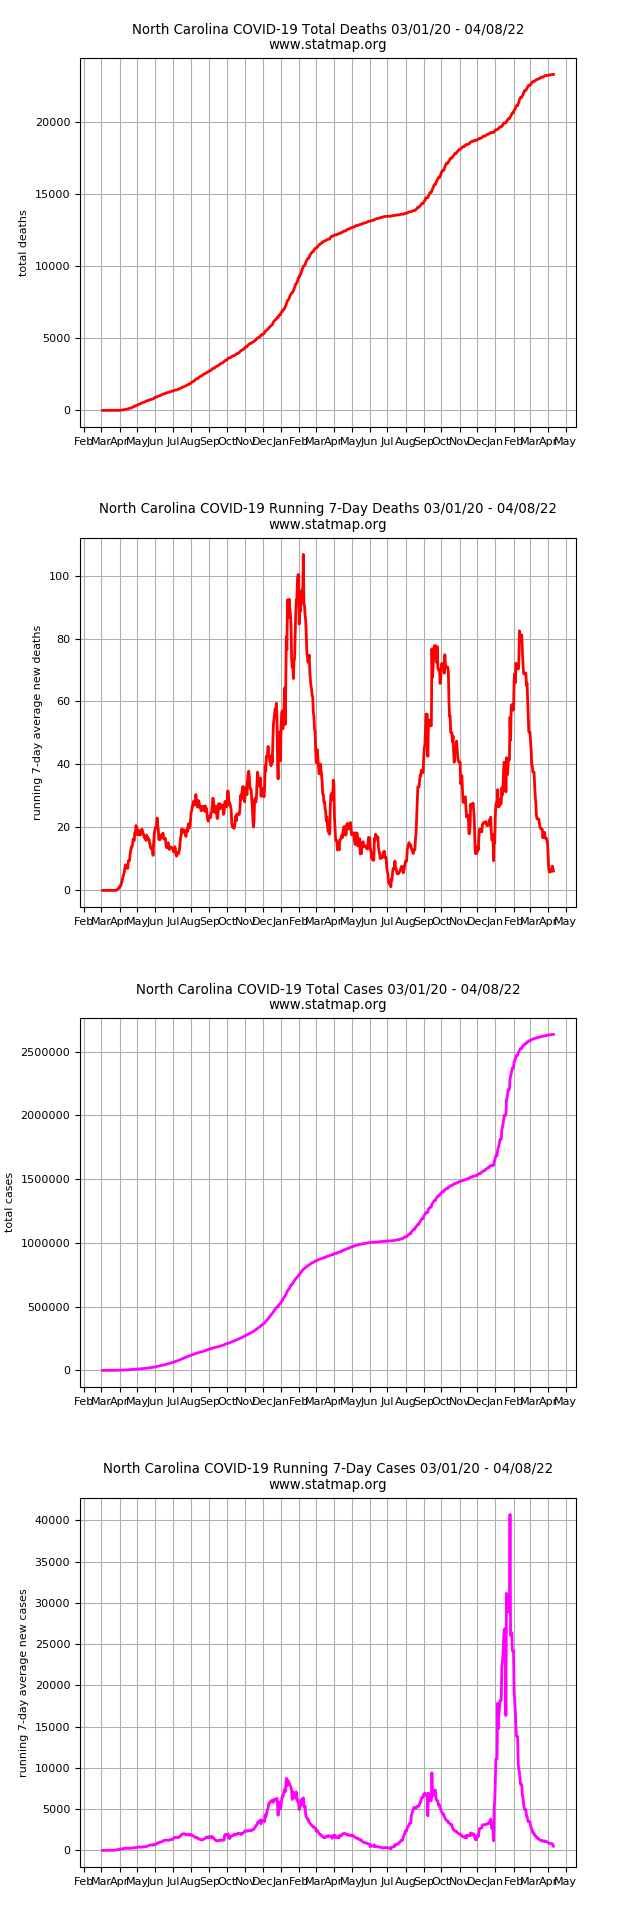 North Carolina COVID-19 Total Deaths 03/01/20 - 04/08/22
www.statmap.org
20000
15000
10000
5000
0
total deaths
Feb Mar Apr May Jun Jul Aug Sep Oct Nov Dec Jan Feb Mar Apr May Jun Jul Aug Sep Oct Nov Dec Jan Feb Mar Apr May
North Carolina COVID-19 Running 7-Day Deaths 03/01/20 - 04/08/22
www.statmap.org
100
80
60
40
20
0
running 7-day average new deaths
Feb Mar Apr May Jun Jul Aug Sep Oct Nov Dec Jan Feb Mar Apr May Jun Jul Aug Sep Oct Nov Dec Jan Feb Mar Apr May
North Carolina COVID-19 Total Cases 03/01/20 - 04/08/22
www.statmap.org
2500000
2000000
1500000
1000000
500000
0
total cases
Feb Mar Apr May Jun Jul Aug Sep Oct Nov Dec Jan Feb Mar Apr May Jun Jul Aug Sep Oct Nov Dec Jan Feb Mar Apr May
North Carolina COVID-19 Running 7-Day Cases 03/01/20 - 04/08/22
www.statmap.org
40000
35000
30000
25000
20000
15000
10000
5000
0
running 7-day average new cases
Feb Mar Apr May Jun Jul Aug Sep Oct Nov Dec Jan Feb Mar Apr May Jun Jul Aug Sep Oct Nov Dec Jan Feb Mar Apr May